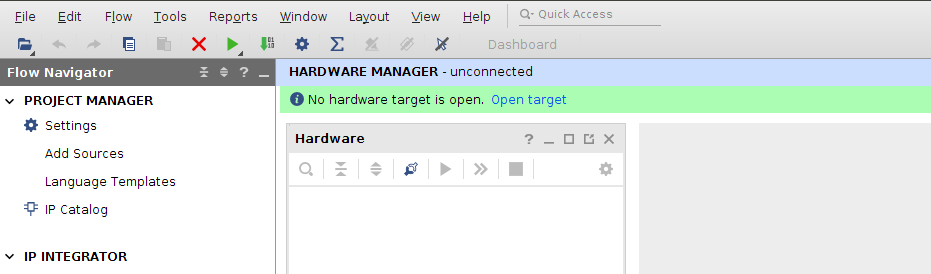 File Edit Flow Tools Reports Window Layout View Help Quick Access
Dashboard
Flow Navigator
HARDWARE MANAGER - unconnected
PROJECT MANAGER
No hardware target is open. Open target
Settings
Add Sources
Language Templates
IP Catalog
IP INTEGRATOR
Hardware